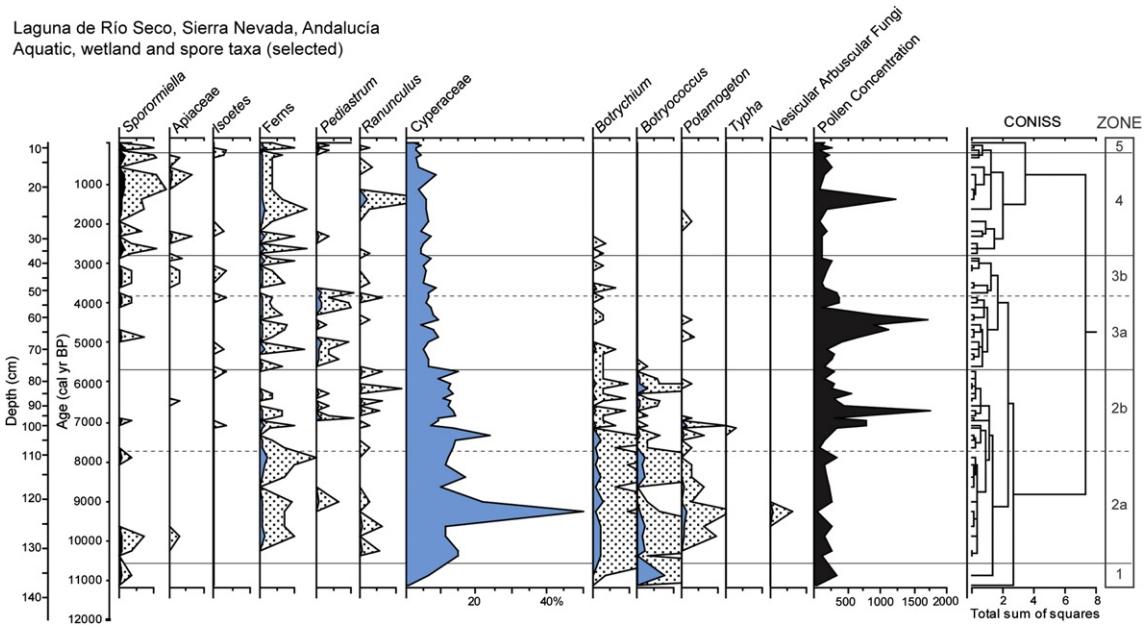 Laguna de Río Seco, Sierra Nevada, Andalucía
Aquatic, wetland and spore taxa (selected)
Sporormiella
Apiaceae
Isoetes
Ferns
Pediastrum
Ranunculus
Cyperaceae
Botrychium
Botryococcus
Potamogeton
Typha
Vesicular Arbuscular Fungi
Pollen Concentration
CONISS
ZONE
Depth (cm)
10
20
30
40
50
60
70
80
90
100
110
120
130
140
Age (cal yr BP)
1000
2000
3000
4000
5000
6000
7000
8000
9000
10000
11000
12000
5
4
3b
3a
2b
2a
1
20 40%
500 1000 1500 2000
2 4 6 8
Total sum of squares